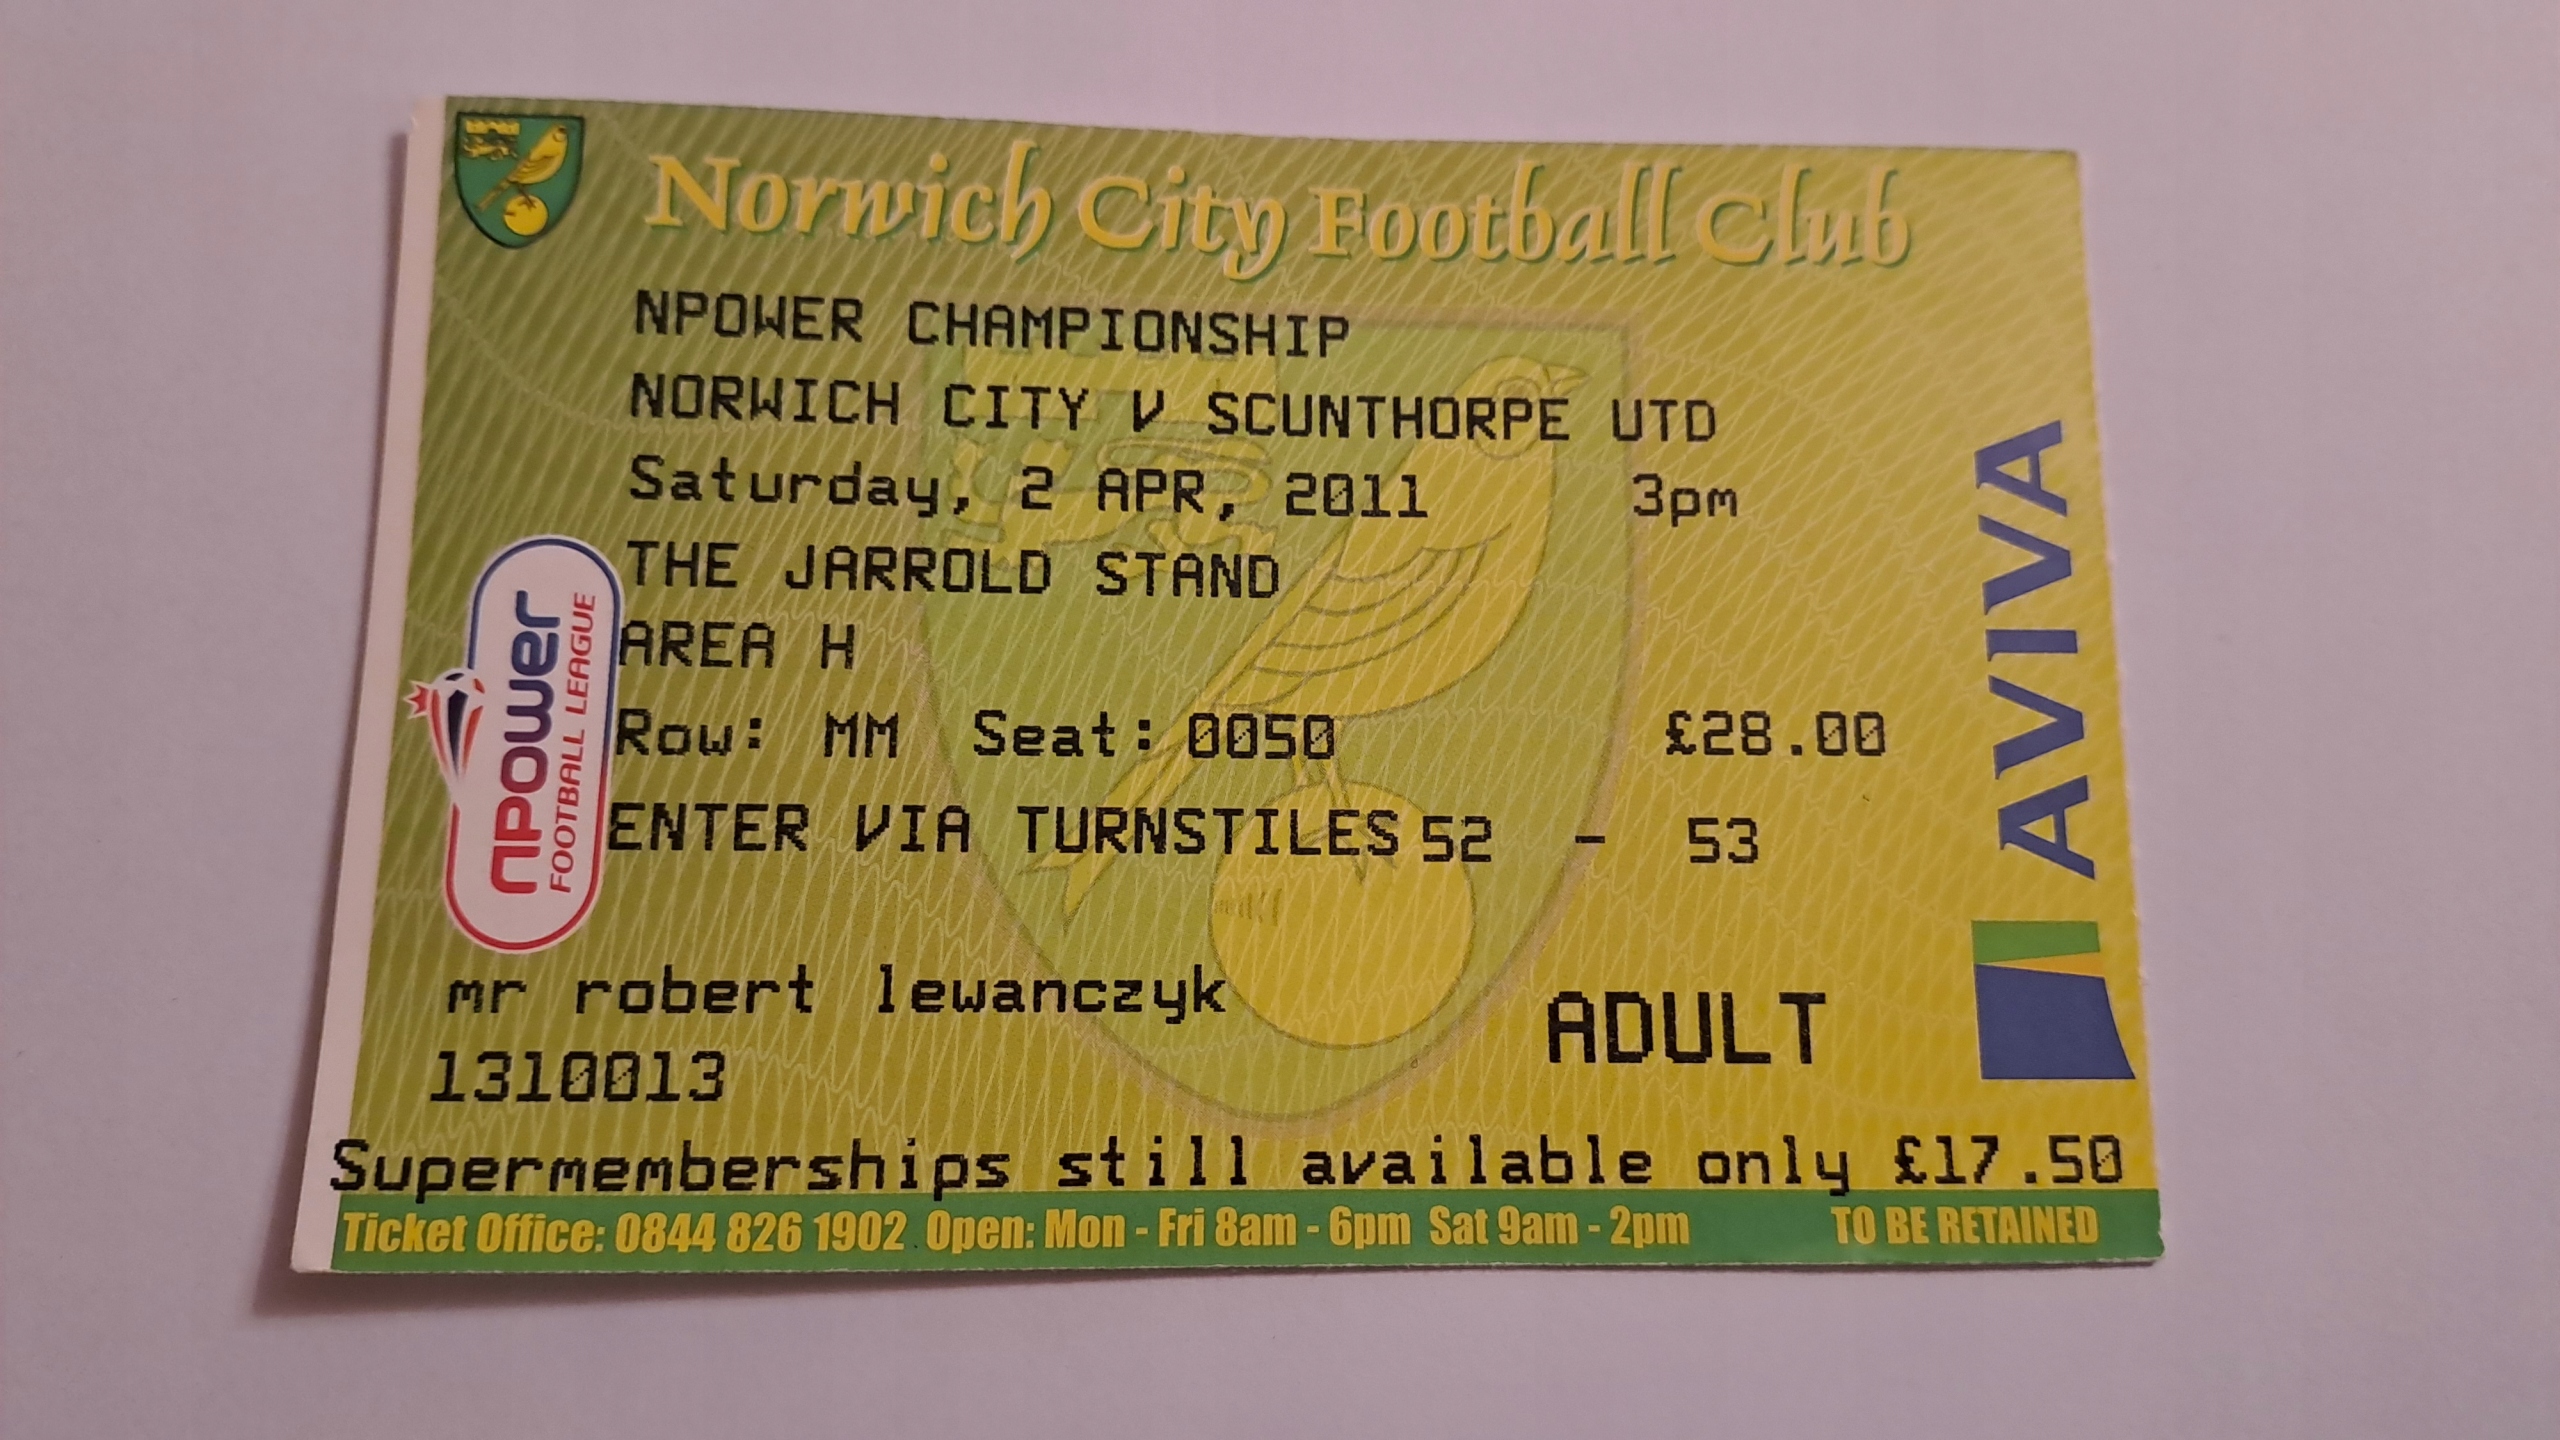 Norwich City Football Club
NPOWER CHAMPIONSHIP
NORWICH CITY V SCUNTHORPE UTD
Saturday, 2 APR, 2011 3pm
THE JARROLD STAND
AREA H
Row: MM Seat: 0050 £28.00
ENTER VIA TURNSTILES 52 - 53
npower
FOOTBALL LEAGUE
AVIVA
mr robert lewanczyk
ADULT
1310013
Supermemberships still available only £17.50
Ticket Office: 0844 826 1902 Open: Mon - Fri 8am - 6pm Sat 9am - 2pm TO BE RETAINED